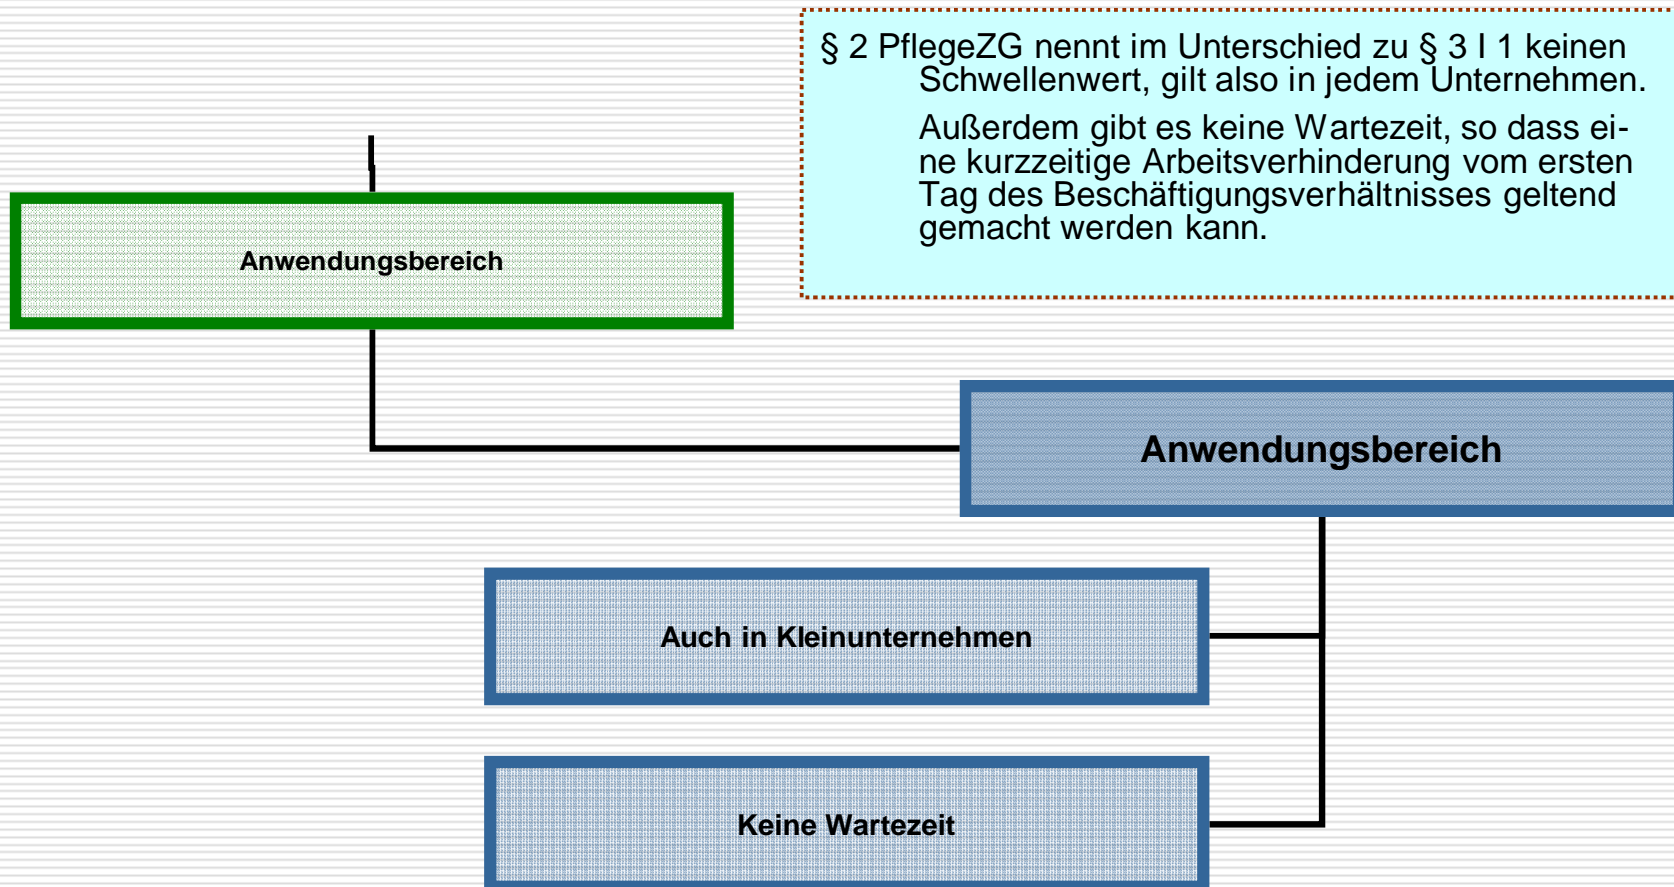 § 2 PflegeZG nennt im Unterschied zu § 3 I 1 keinen
Schwellenwert, gilt also in jedem Unternehmen.
Außerdem gibt es keine Wartezeit, so dass ei-
ne kurzzeitige Arbeitsverhinderung vom ersten
Tag des Beschäftigungsverhältnisses geltend
gemacht werden kann.
Anwendungsbereich
Anwendungsbereich
Auch in Kleinunternehmen
Keine Wartezeit